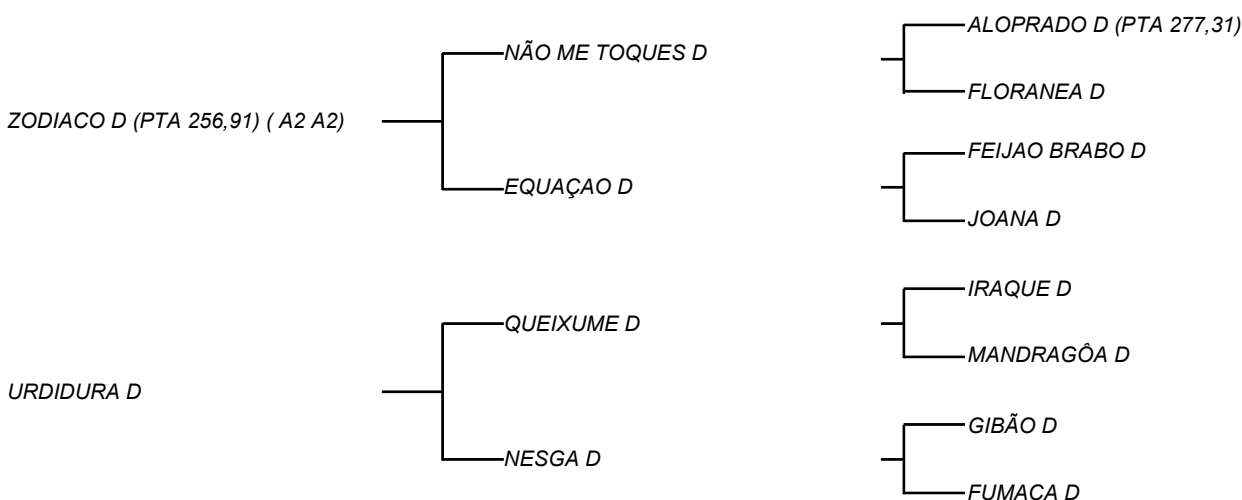 ALOPRADO D (PTA 277,31)
NÃO ME TOQUES D
FLORANEA D
ZODIACO D (PTA 256,91) ( A2 A2)
FEIJAO BRABO D
EQUAÇAO D
JOANA D
IRAQUE D
QUEIXUME D
MANDRAGÔA D
URDIDURA D
GIBÃO D
NESGA D
FUMACA D